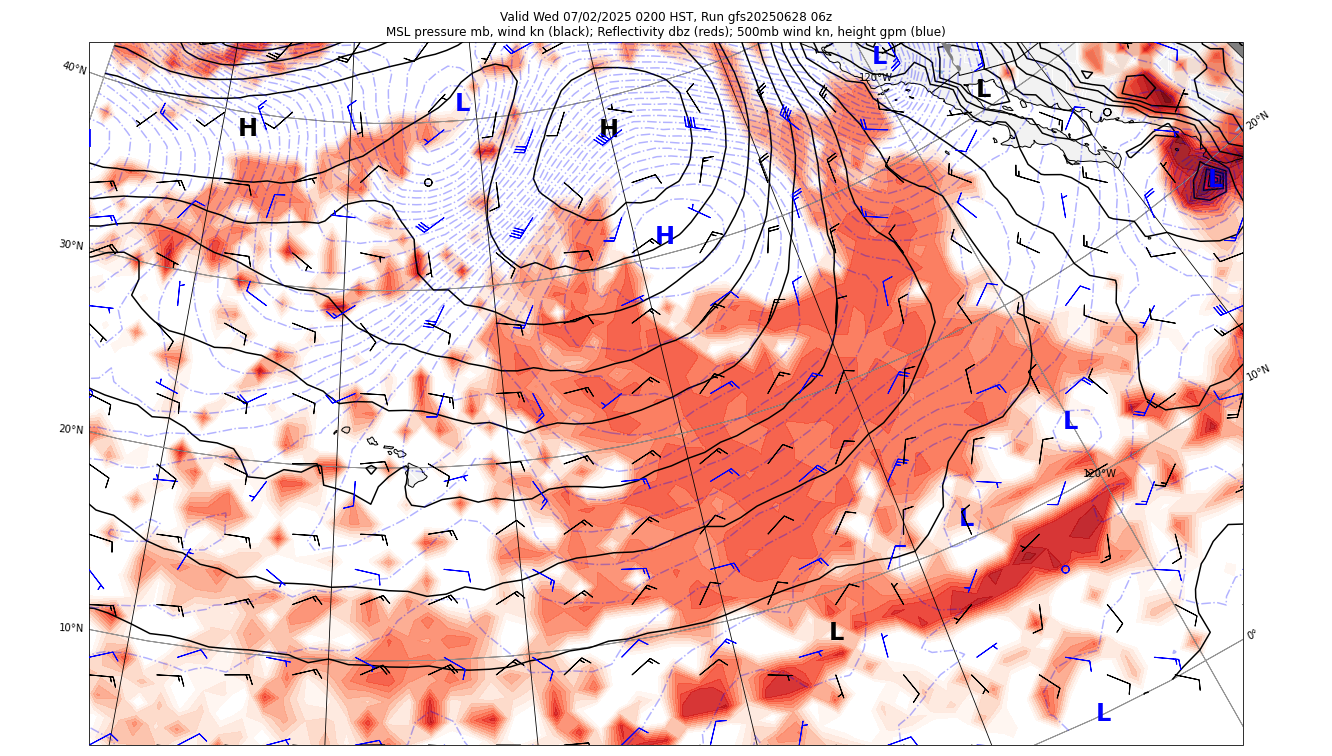 Valid Wed 07/02/2025 0200 HST, Run gfs20250628 06z
MSL pressure mb, wind kn (black); Reflectivity dbz (reds); 500mb wind kn, height gpm (blue)
L
120°W
40°N
L
L
H
H
20°N
L
H
30°N
10°N
L
20°N
120°W
L
10°N
L
0°
L